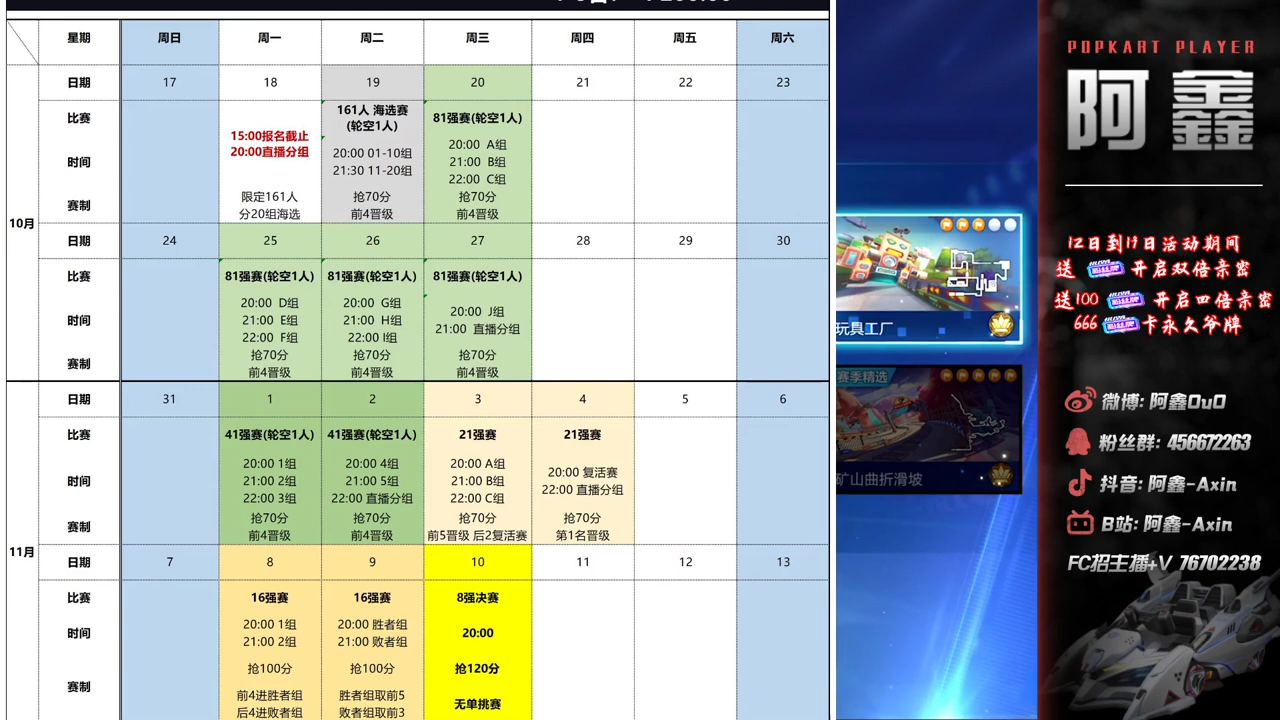 星期 周日 周一 周二 周三 周四 周五 周六
10月
日期 17 18 19 20 21 22 23
比赛
时间
赛制
15:00报名截止
20:00直播分组
限定161人
分20组海选
161人 海选赛
(轮空1人)
20:00 01-10组
21:30 11-20组
抢70分
前4晋级
81强赛(轮空1人)
20:00 A组
21:00 B组
22:00 C组
抢70分
前4晋级
日期 24 25 26 27 28 29 30
比赛
时间
赛制
81强赛(轮空1人)
20:00 D组
21:00 E组
22:00 F组
抢70分
前4晋级
81强赛(轮空1人)
20:00 G组
21:00 H组
22:00 I组
抢70分
前4晋级
81强赛(轮空1人)
20:00 J组
21:00 直播分组
抢70分
前4晋级
11月
日期 31 1 2 3 4 5 6
比赛
时间
赛制
41强赛(轮空1人)
20:00 1组
21:00 2组
22:00 3组
抢70分
前4晋级
41强赛(轮空1人)
20:00 4组
21:00 5组
22:00 直播分组
抢70分
前4晋级
21强赛
20:00 A组
21:00 B组
22:00 C组
抢70分
前5晋级 后2复活赛
21强赛
20:00 复活赛
22:00 直播分组
抢70分
第1名晋级
日期 7 8 9 10 11 12 13
比赛
时间
赛制
16强赛
20:00 1组
21:00 2组
抢100分
前4进胜者组
后4进败者组
16强赛
20:00 胜者组
21:00 败者组
抢100分
胜者组取前5
败者组取前3
8强决赛
20:00
抢120分
无单挑赛
玩具工厂
赛季精选
矿山曲折滑坡
POPKART PLAYER
阿鑫
12日到19日活动期间
送 粉丝牌 开启双倍亲密
送100 粉丝牌 开启四倍亲密
666 粉丝牌 卡永久爷牌
微博: 阿鑫OuO
粉丝群: 456672263
抖音: 阿鑫-Axin
B站: 阿鑫-Axin
FC招主播+V 76702238